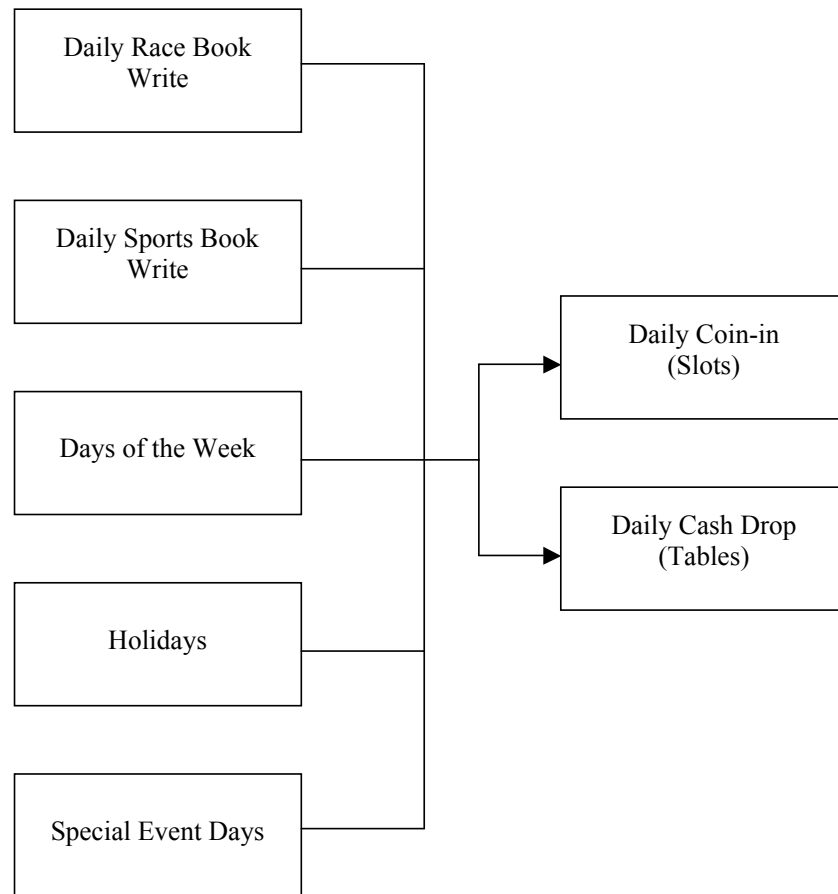 Daily Race Book
Write
Daily Sports Book
Write
Days of the Week
Holidays
Special Event Days
Daily Coin-in
(Slots)
Daily Cash Drop
(Tables)